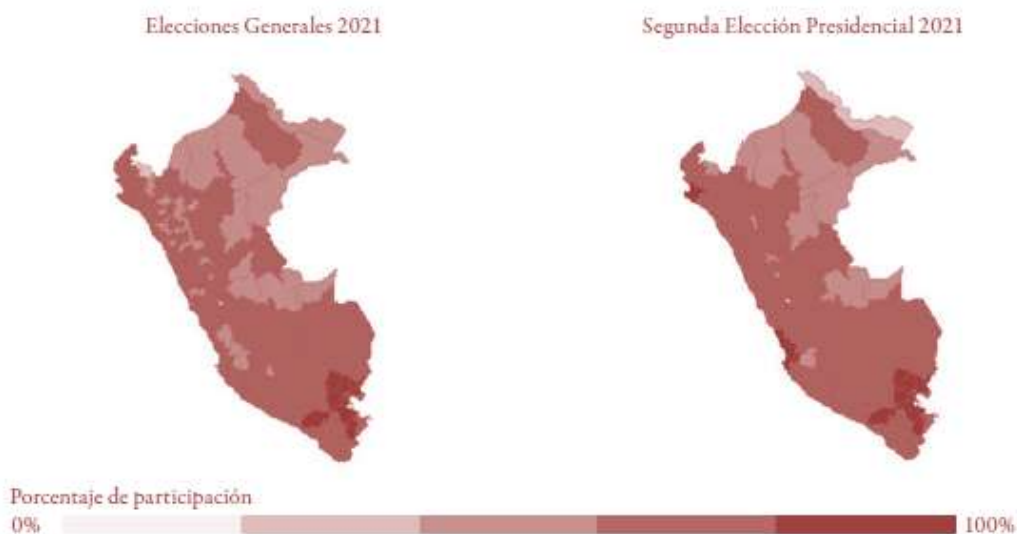 Elecciones Generales 2021
Segunda Elección Presidencial 2021
Porcentaje de participación
0%
100%